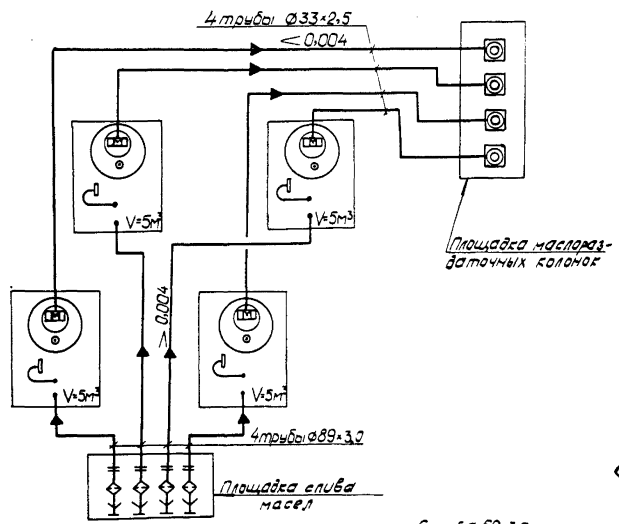 4 трубы Ø33×2,5
< 0,004
V=5м³
V=5м³
Площадка маслораз-
даточных колонок
> 0,004
V=5м³
V=5м³
4 трубы Ø89×3,0
Площадка слива
масел